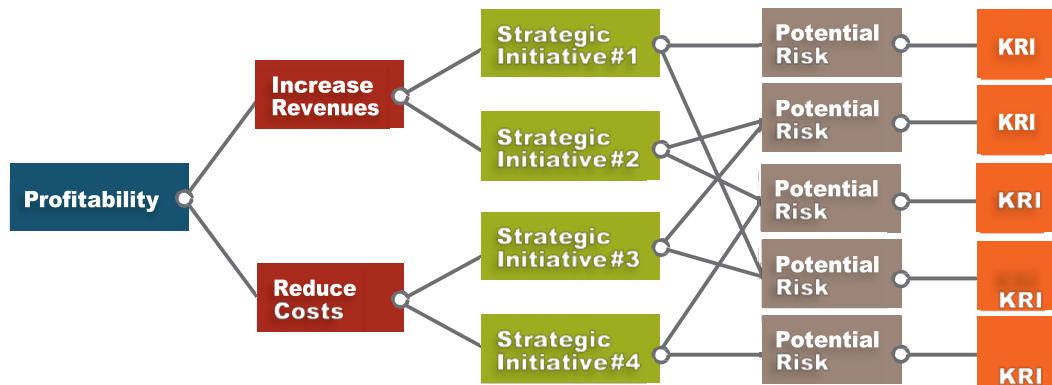 Profitability
Increase
Revenues
Reduce
Costs
Strategic
Initiative #1
Strategic
Initiative #2
Strategic
Initiative #3
Strategic
Initiative #4
Potential
Risk
Potential
Risk
Potential
Risk
Potential
Risk
Potential
Risk
KRI
KRI
KRI
KRI
KRI